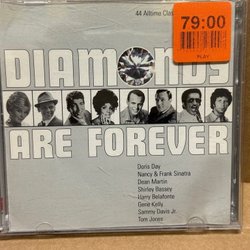 44 Alltime Clas
79:00
PLAY
DIAMONDS
ARE FOREVER
Doris Day
Nancy & Frank Sinatra
Dean Martin
Shirley Bassey
Harry Belafonte
Gene Kelly
Sammy Davis Jr.
Tom Jones